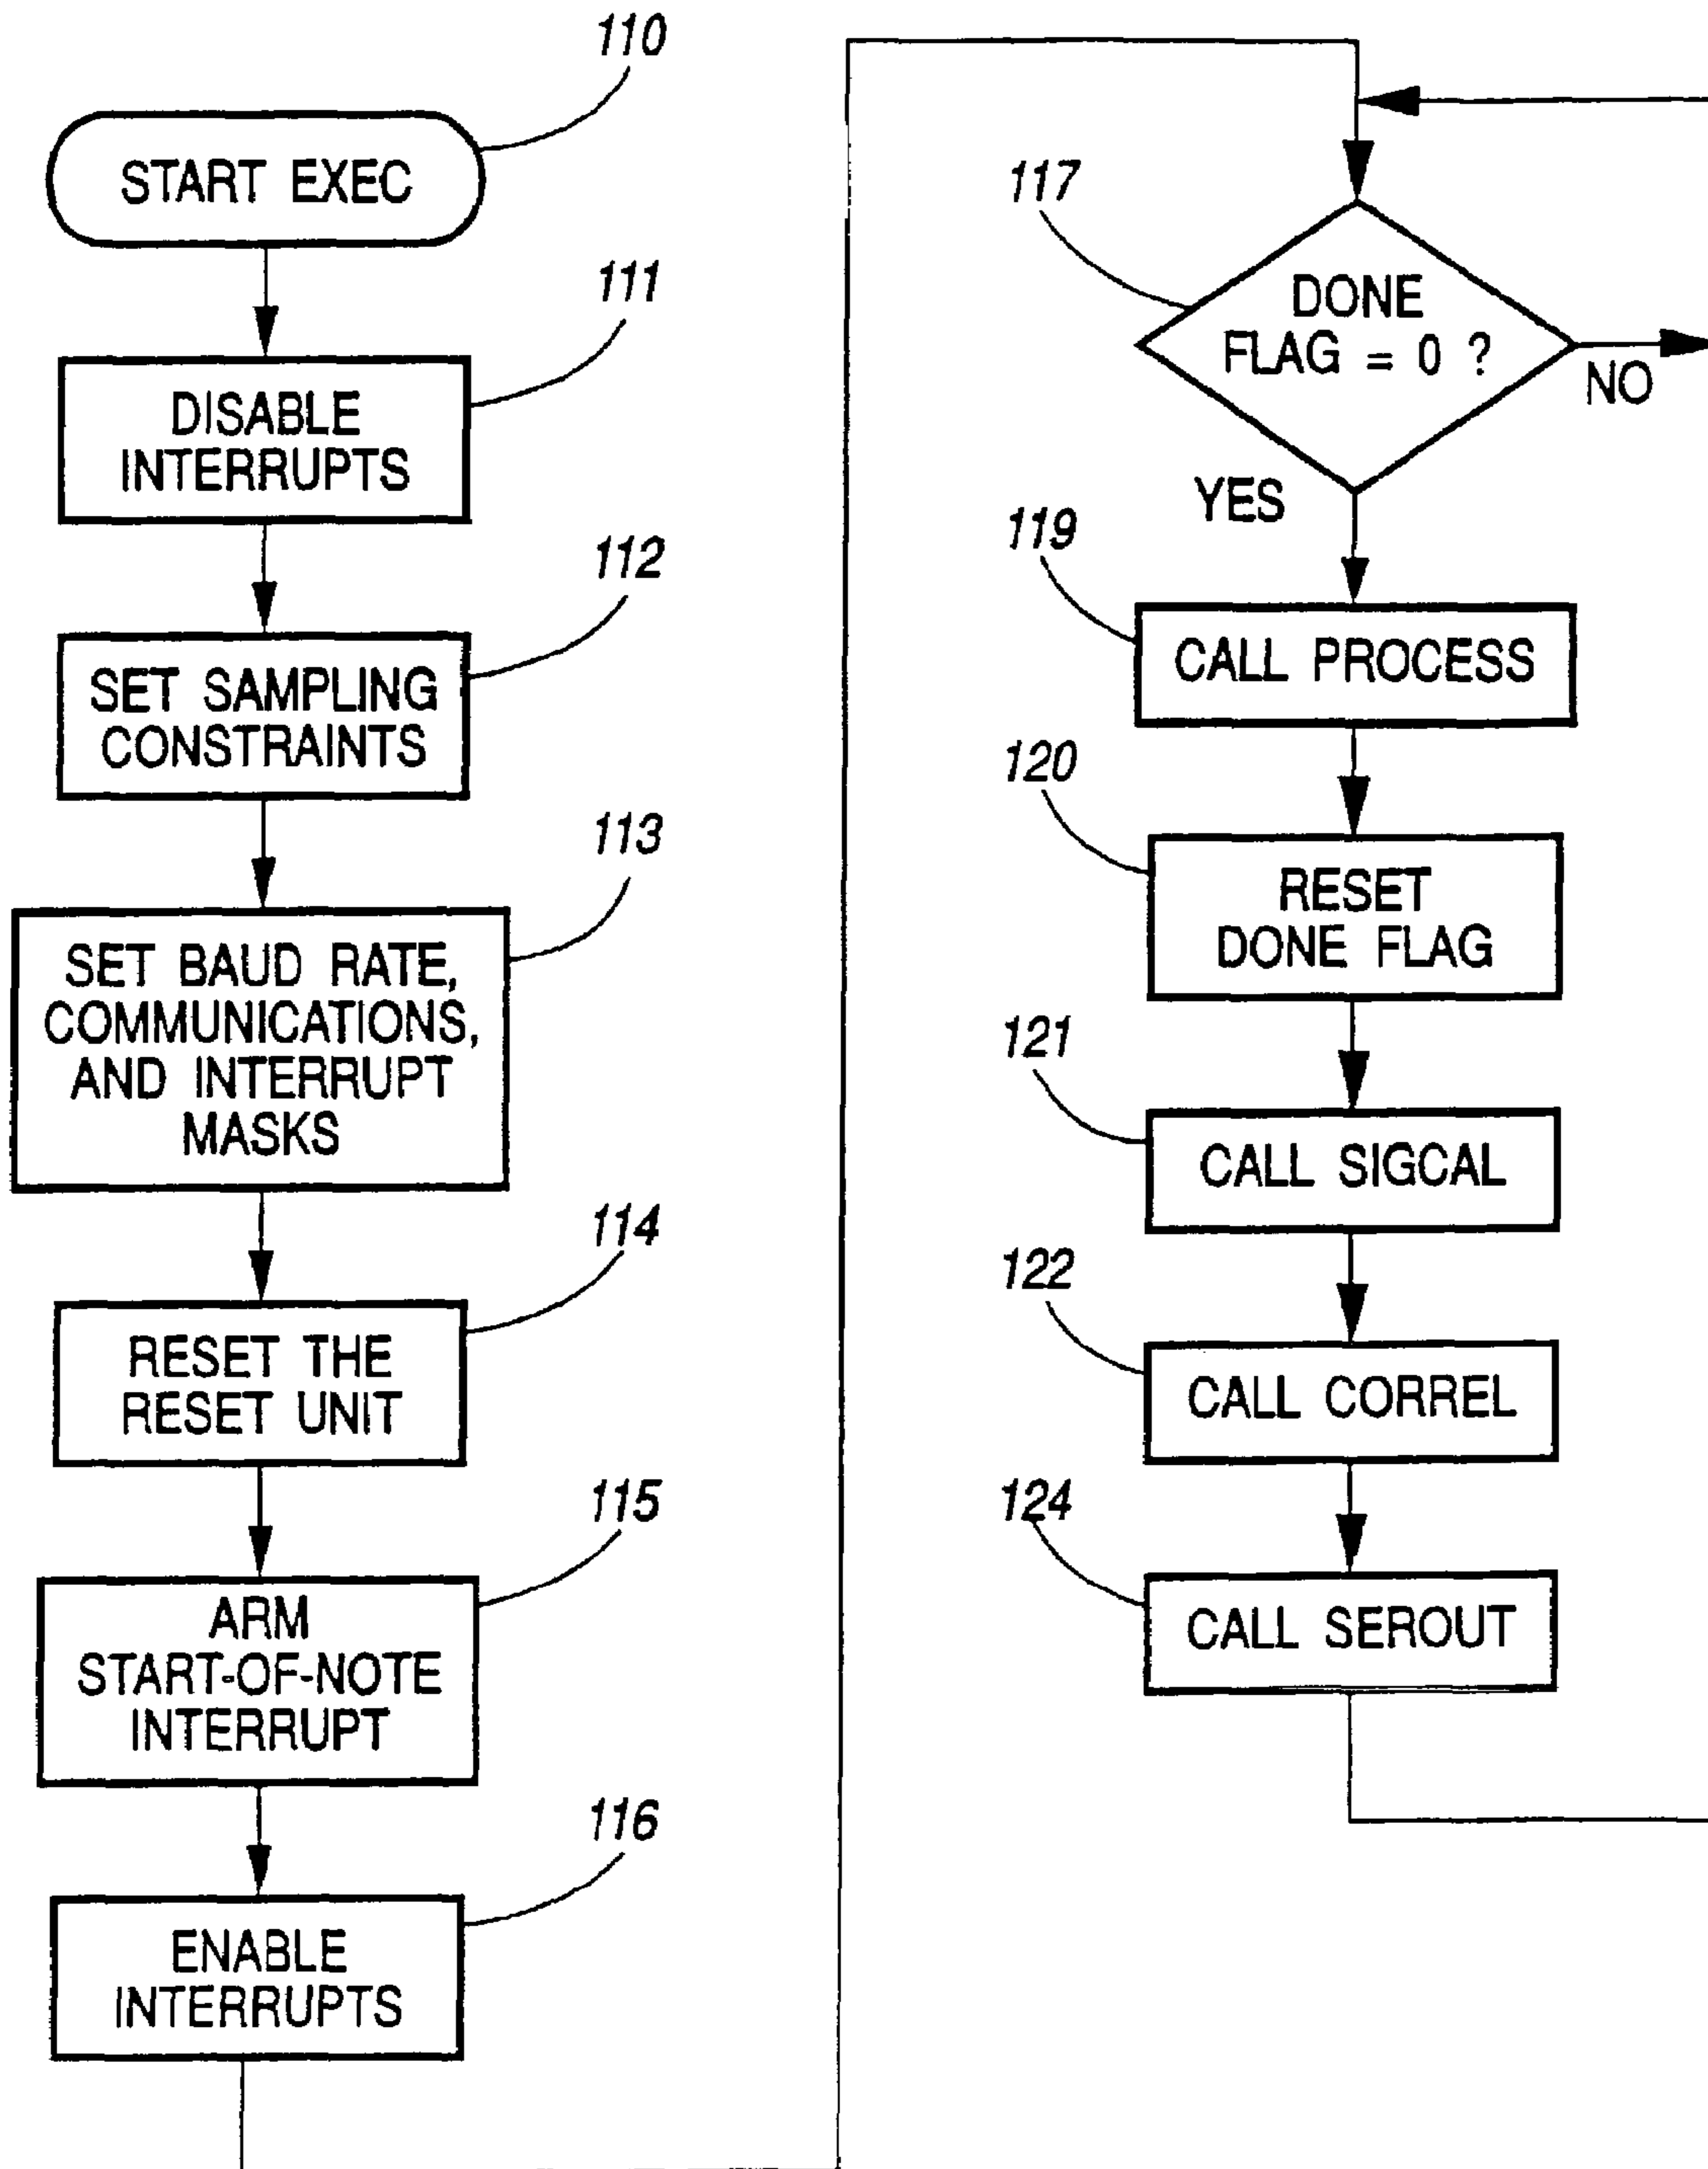 110
START EXEC
111
DISABLE
INTERRUPTS
112
SET SAMPLING
CONSTRAINTS
113
SET BAUD RATE,
COMMUNICATIONS,
AND INTERRUPT
MASKS
114
RESET THE
RESET UNIT
115
ARM
START-OF-NOTE
INTERRUPT
116
ENABLE
INTERRUPTS
117
DONE
FLAG = 0 ?
NO
YES
119
CALL PROCESS
120
RESET
DONE FLAG
121
CALL SIGCAL
122
CALL CORREL
124
CALL SEROUT